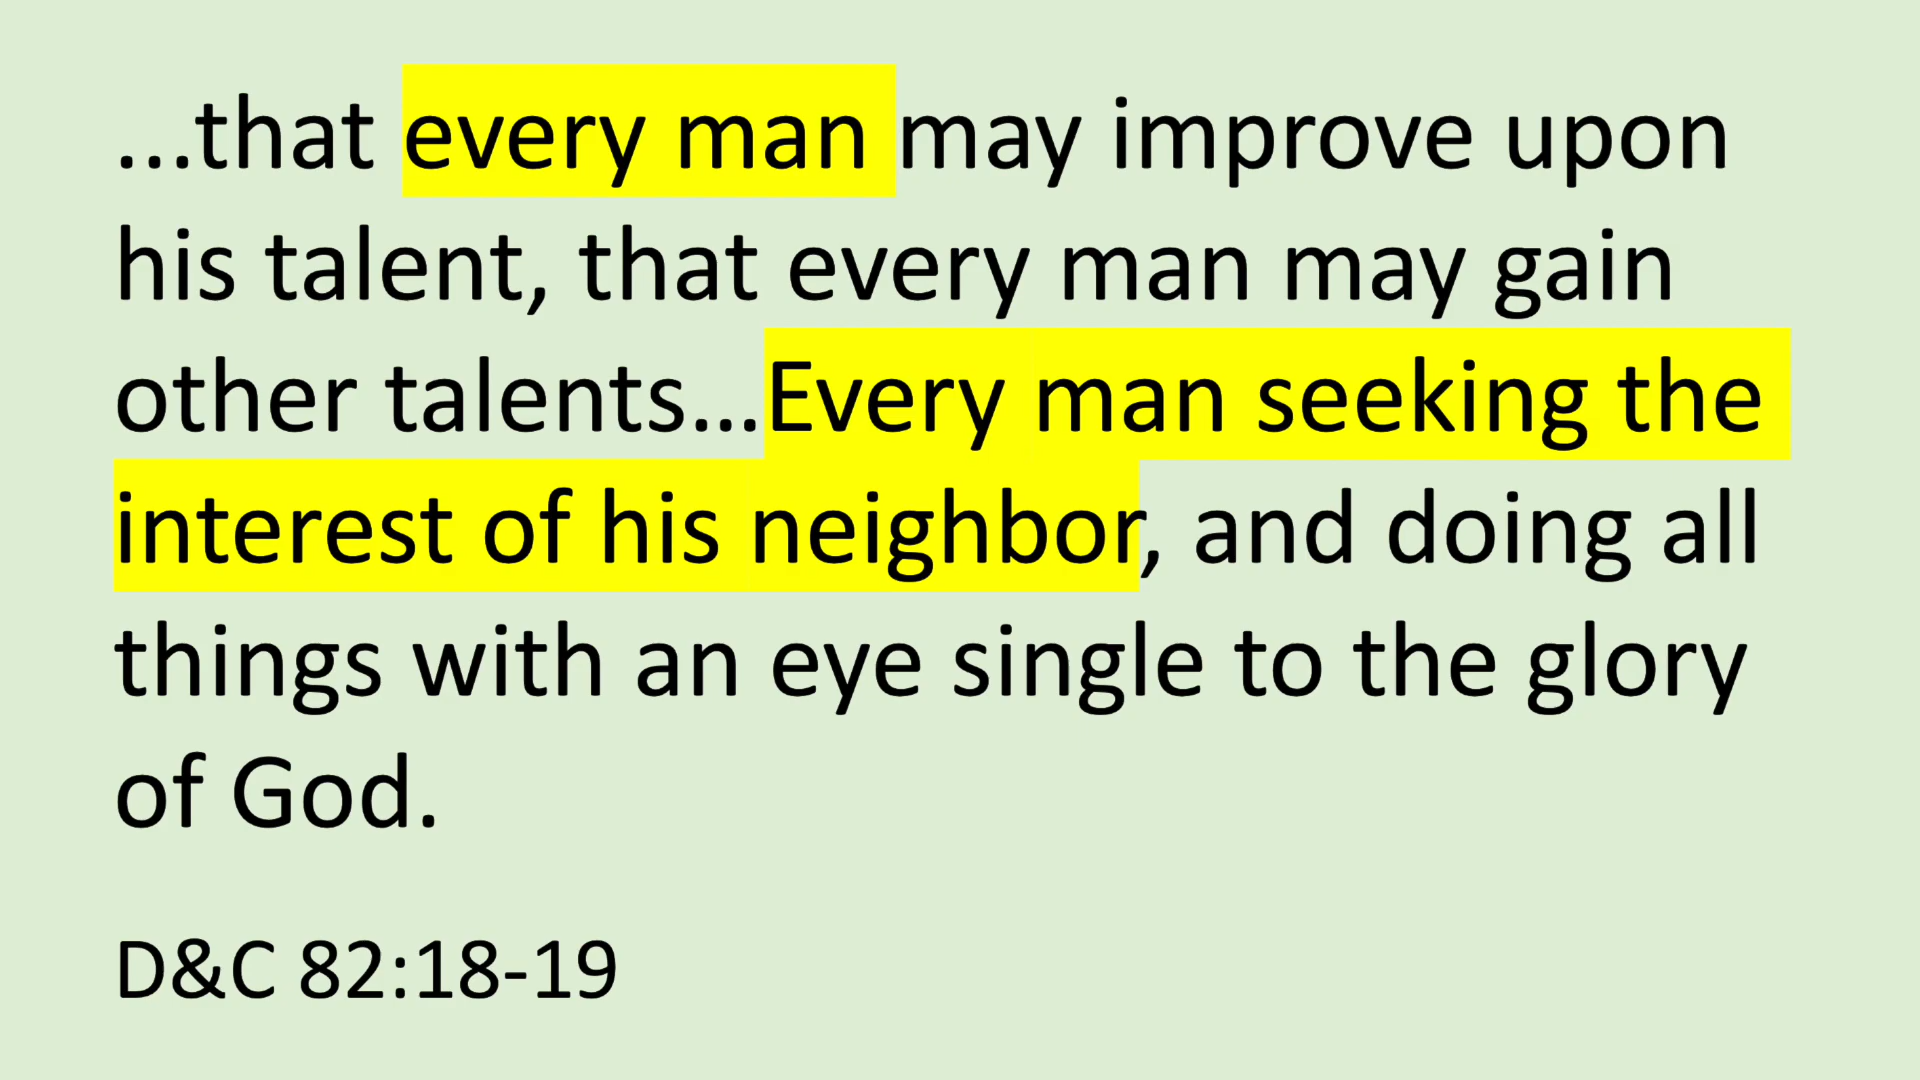 ...that every man may improve upon
his talent, that every man may gain
other talents...Every man seeking the
interest of his neighbor, and doing all
things with an eye single to the glory
of God.
D&C 82:18-19